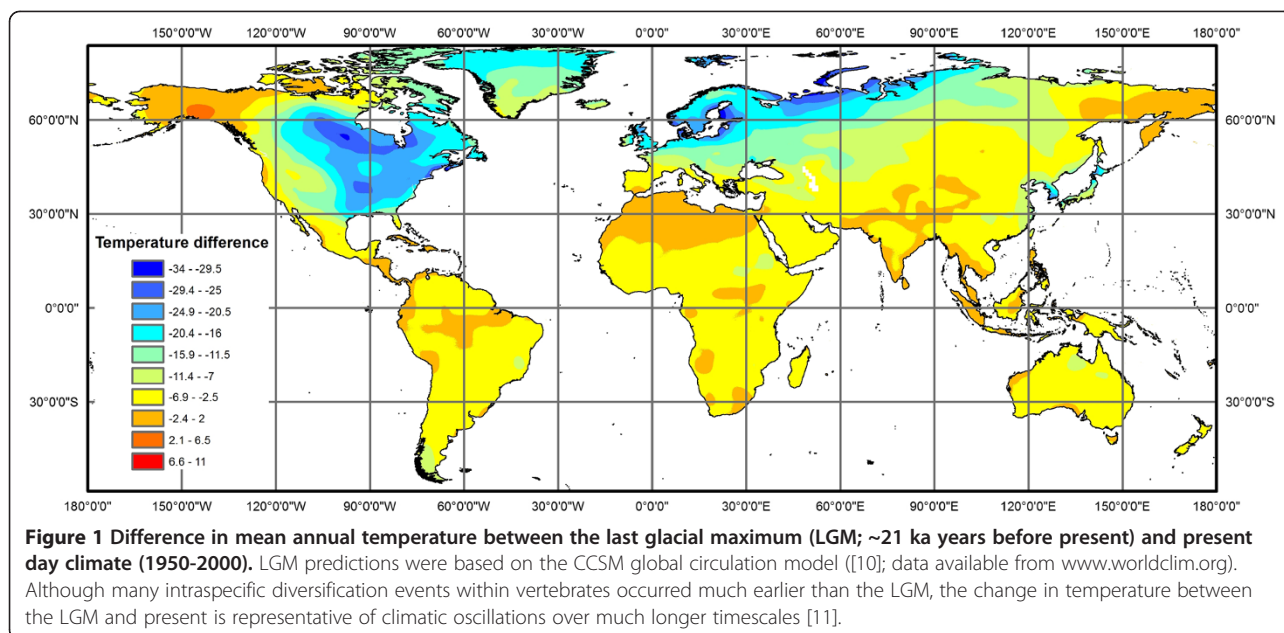 150°0'0"W 120°0'0"W 90°0'0"W 60°0'0"W 30°0'0"W 0°0'0" 30°0'0"E 60°0'0"E 90°0'0"E 120°0'0"E 150°0'0"E
60°0'0"N 60°0'0"N
30°0'0"N 30°0'0"N
Temperature difference
-34 - -29.5
-29.4 - -25
-24.9 - -20.5
-20.4 - -16
-15.9 - -11.5
-11.4 - -7
-6.9 - -2.5
-2.4 - 2
2.1 - 6.5
6.6 - 11
0°0'0" 0°0'0"
30°0'0"S 30°0'0"S
180°0'0" 150°0'0"W 120°0'0"W 90°0'0"W 60°0'0"W 30°0'0"W 0°0'0" 30°0'0"E 60°0'0"E 90°0'0"E 120°0'0"E 150°0'0"E 180°0'0"
Figure 1 Difference in mean annual temperature between the last glacial maximum (LGM; ~21 ka years before present) and present
day climate (1950-2000). LGM predictions were based on the CCSM global circulation model ([10]; data available from www.worldclim.org).
Although many intraspecific diversification events within vertebrates occurred much earlier than the LGM, the change in temperature between
the LGM and present is representative of climatic oscillations over much longer timescales [11].